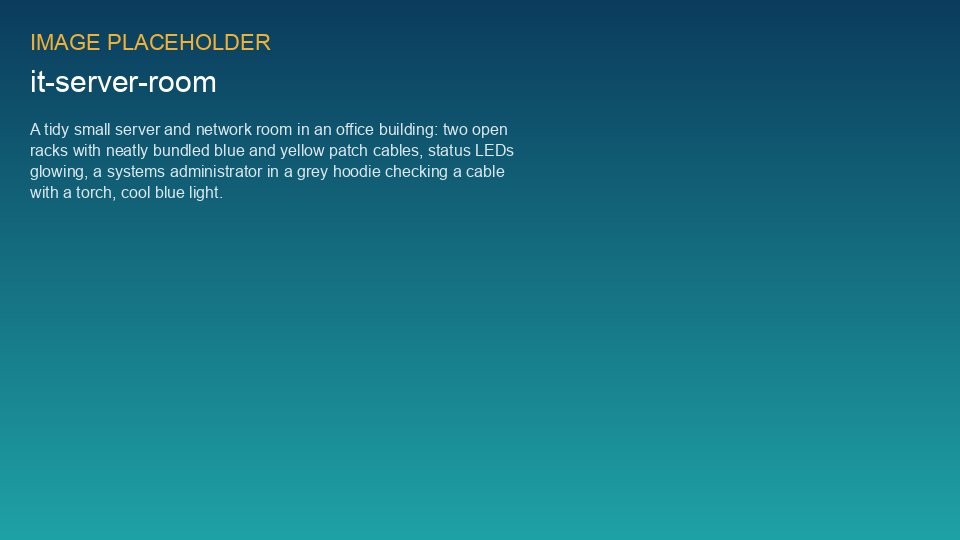 IMAGE PLACEHOLDER
it-server-room
A tidy small server and network room in an office building: two open
racks with neatly bundled blue and yellow patch cables, status LEDs
glowing, a systems administrator in a grey hoodie checking a cable
with a torch, cool blue light.